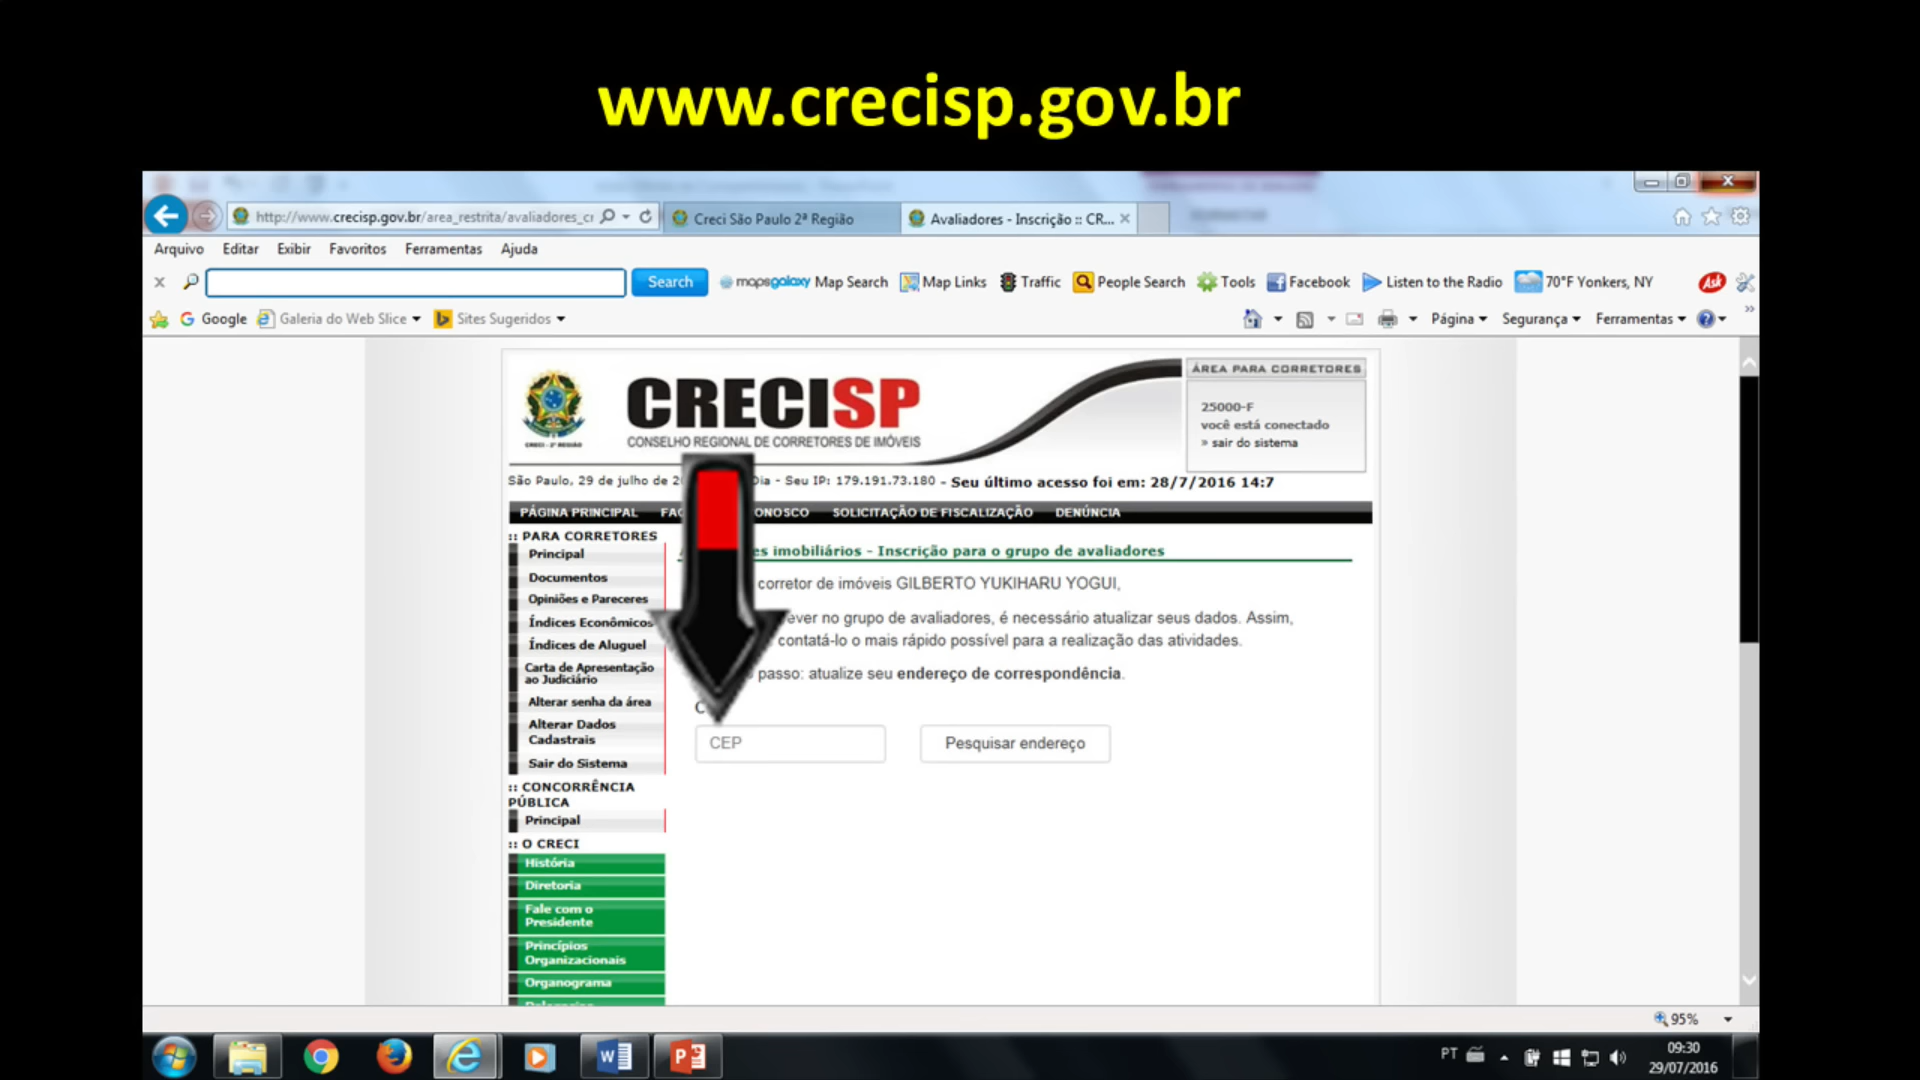 www.crecisp.gov.br
http://www.crecisp.gov.br/area_restrita/avaliadores_cr
Creci São Paulo 2ª Região
Avaliadores - Inscrição :: CR...
Arquivo Editar Exibir Favoritos Ferramentas Ajuda
Search
mapsgalaxy Map Search Map Links Traffic People Search Tools Facebook Listen to the Radio 70°F Yonkers, NY Ask
Google Galeria do Web Slice Sites Sugeridos
Página Segurança Ferramentas
CRECISP
CONSELHO REGIONAL DE CORRETORES DE IMÓVEIS
CRECI - 2ª REGIÃO
ÁREA PARA CORRETORES
25000-F
você está conectado
» sair do sistema
São Paulo, 29 de julho de - Seu IP: 179.191.73.180 - Seu último acesso foi em: 28/7/2016 14:7
PÁGINA PRINCIPAL ONOSCO SOLICITAÇÃO DE FISCALIZAÇÃO DENÚNCIA
:: PARA CORRETORES
Principal
Documentos
Opiniões e Pareceres
Índices Econômicos
Índices de Aluguel
Carta de Apresentação
ao Judiciário
Alterar senha da área
Alterar Dados
Cadastrais
Sair do Sistema
:: CONCORRÊNCIA
PÚBLICA
Principal
:: O CRECI
História
Diretoria
Fale com o
Presidente
Princípios
Organizacionais
Organograma
es imobiliários - Inscrição para o grupo de avaliadores
corretor de imóveis GILBERTO YUKIHARU YOGUI,
ever no grupo de avaliadores, é necessário atualizar seus dados. Assim,
contatá-lo o mais rápido possível para a realização das atividades.
passo: atualize seu endereço de correspondência.
CEP
Pesquisar endereço
95%
PT
09:30
29/07/2016